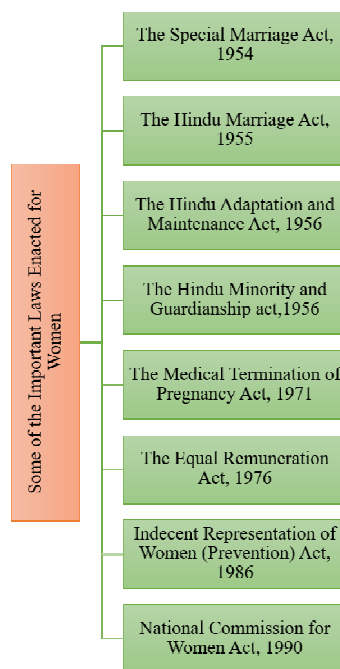 Some of the Important Laws Enacted for
Women
The Special Marriage Act,
1954
The Hindu Marriage Act,
1955
The Hindu Adaptation and
Maintenance Act, 1956
The Hindu Minority and
Guardianship act,1956
The Medical Termination of
Pregnancy Act, 1971
The Equal Remuneration
Act, 1976
Indecent Representation of
Women (Prevention) Act,
1986
National Commission for
Women Act, 1990